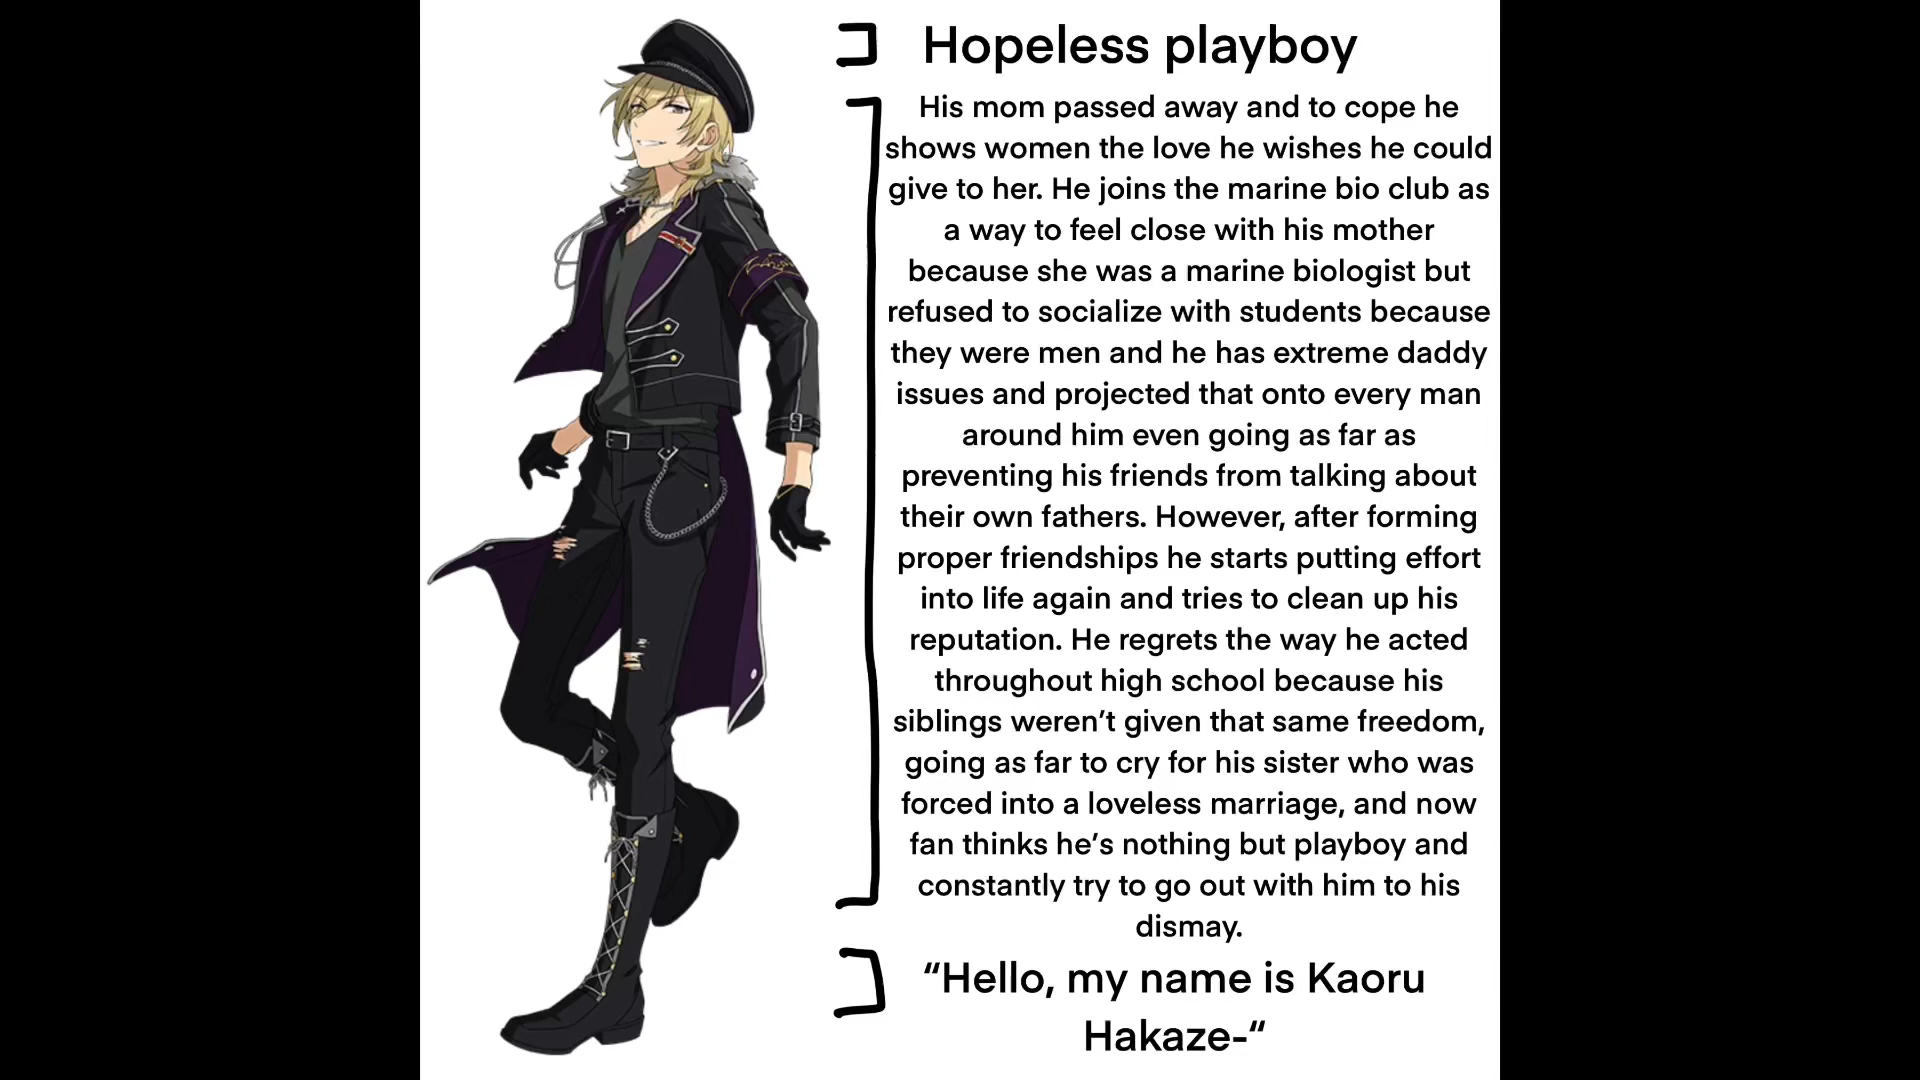 Hopeless playboy
His mom passed away and to cope he
shows women the love he wishes he could
give to her. He joins the marine bio club as
a way to feel close with his mother
because she was a marine biologist but
refused to socialize with students because
they were men and he has extreme daddy
issues and projected that onto every man
around him even going as far as
preventing his friends from talking about
their own fathers. However, after forming
proper friendships he starts putting effort
into life again and tries to clean up his
reputation. He regrets the way he acted
throughout high school because his
siblings weren’t given that same freedom,
going as far to cry for his sister who was
forced into a loveless marriage, and now
fan thinks he’s nothing but playboy and
constantly try to go out with him to his
dismay.
“Hello, my name is Kaoru
Hakaze-“